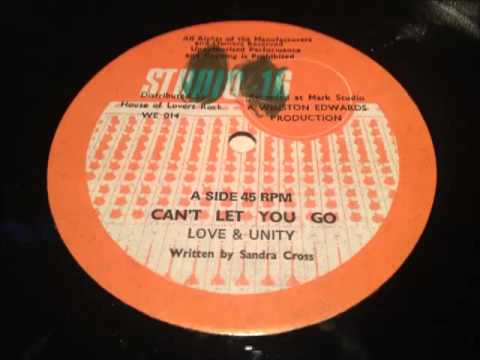 All Rights of the Manufacturers
and Owners Reserved
Unauthorised Performance
and Copying is Prohibited
STUDIO 16
Distributed
House of Lovers Rock
WE 014
Recorded at Mark Studio
A WINSTON EDWARDS
PRODUCTION
A SIDE 45 RPM
CAN'T LET YOU GO
LOVE & UNITY
Written by Sandra Cross